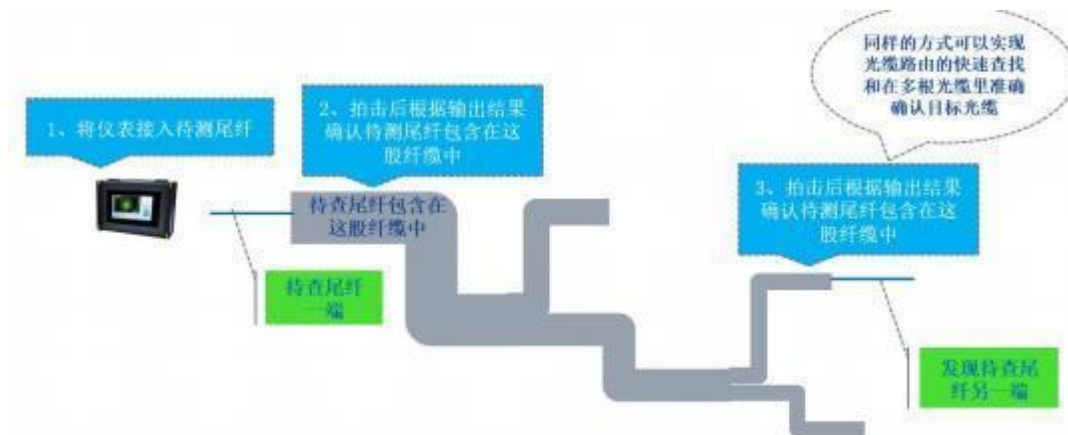 1、将仪表接入待测尾纤
2、拍击后根据输出结果
确认待测尾纤包含在这
股纤缆中
同样的方式可以实现
光缆路由的快速查找
和在多根光缆里准确
确认目标光缆
3、拍击后根据输出结果
确认待测尾纤包含在这
股纤缆中
待查尾纤包含在
这股纤缆中
待查尾纤
一端
发现待查尾
纤另一端